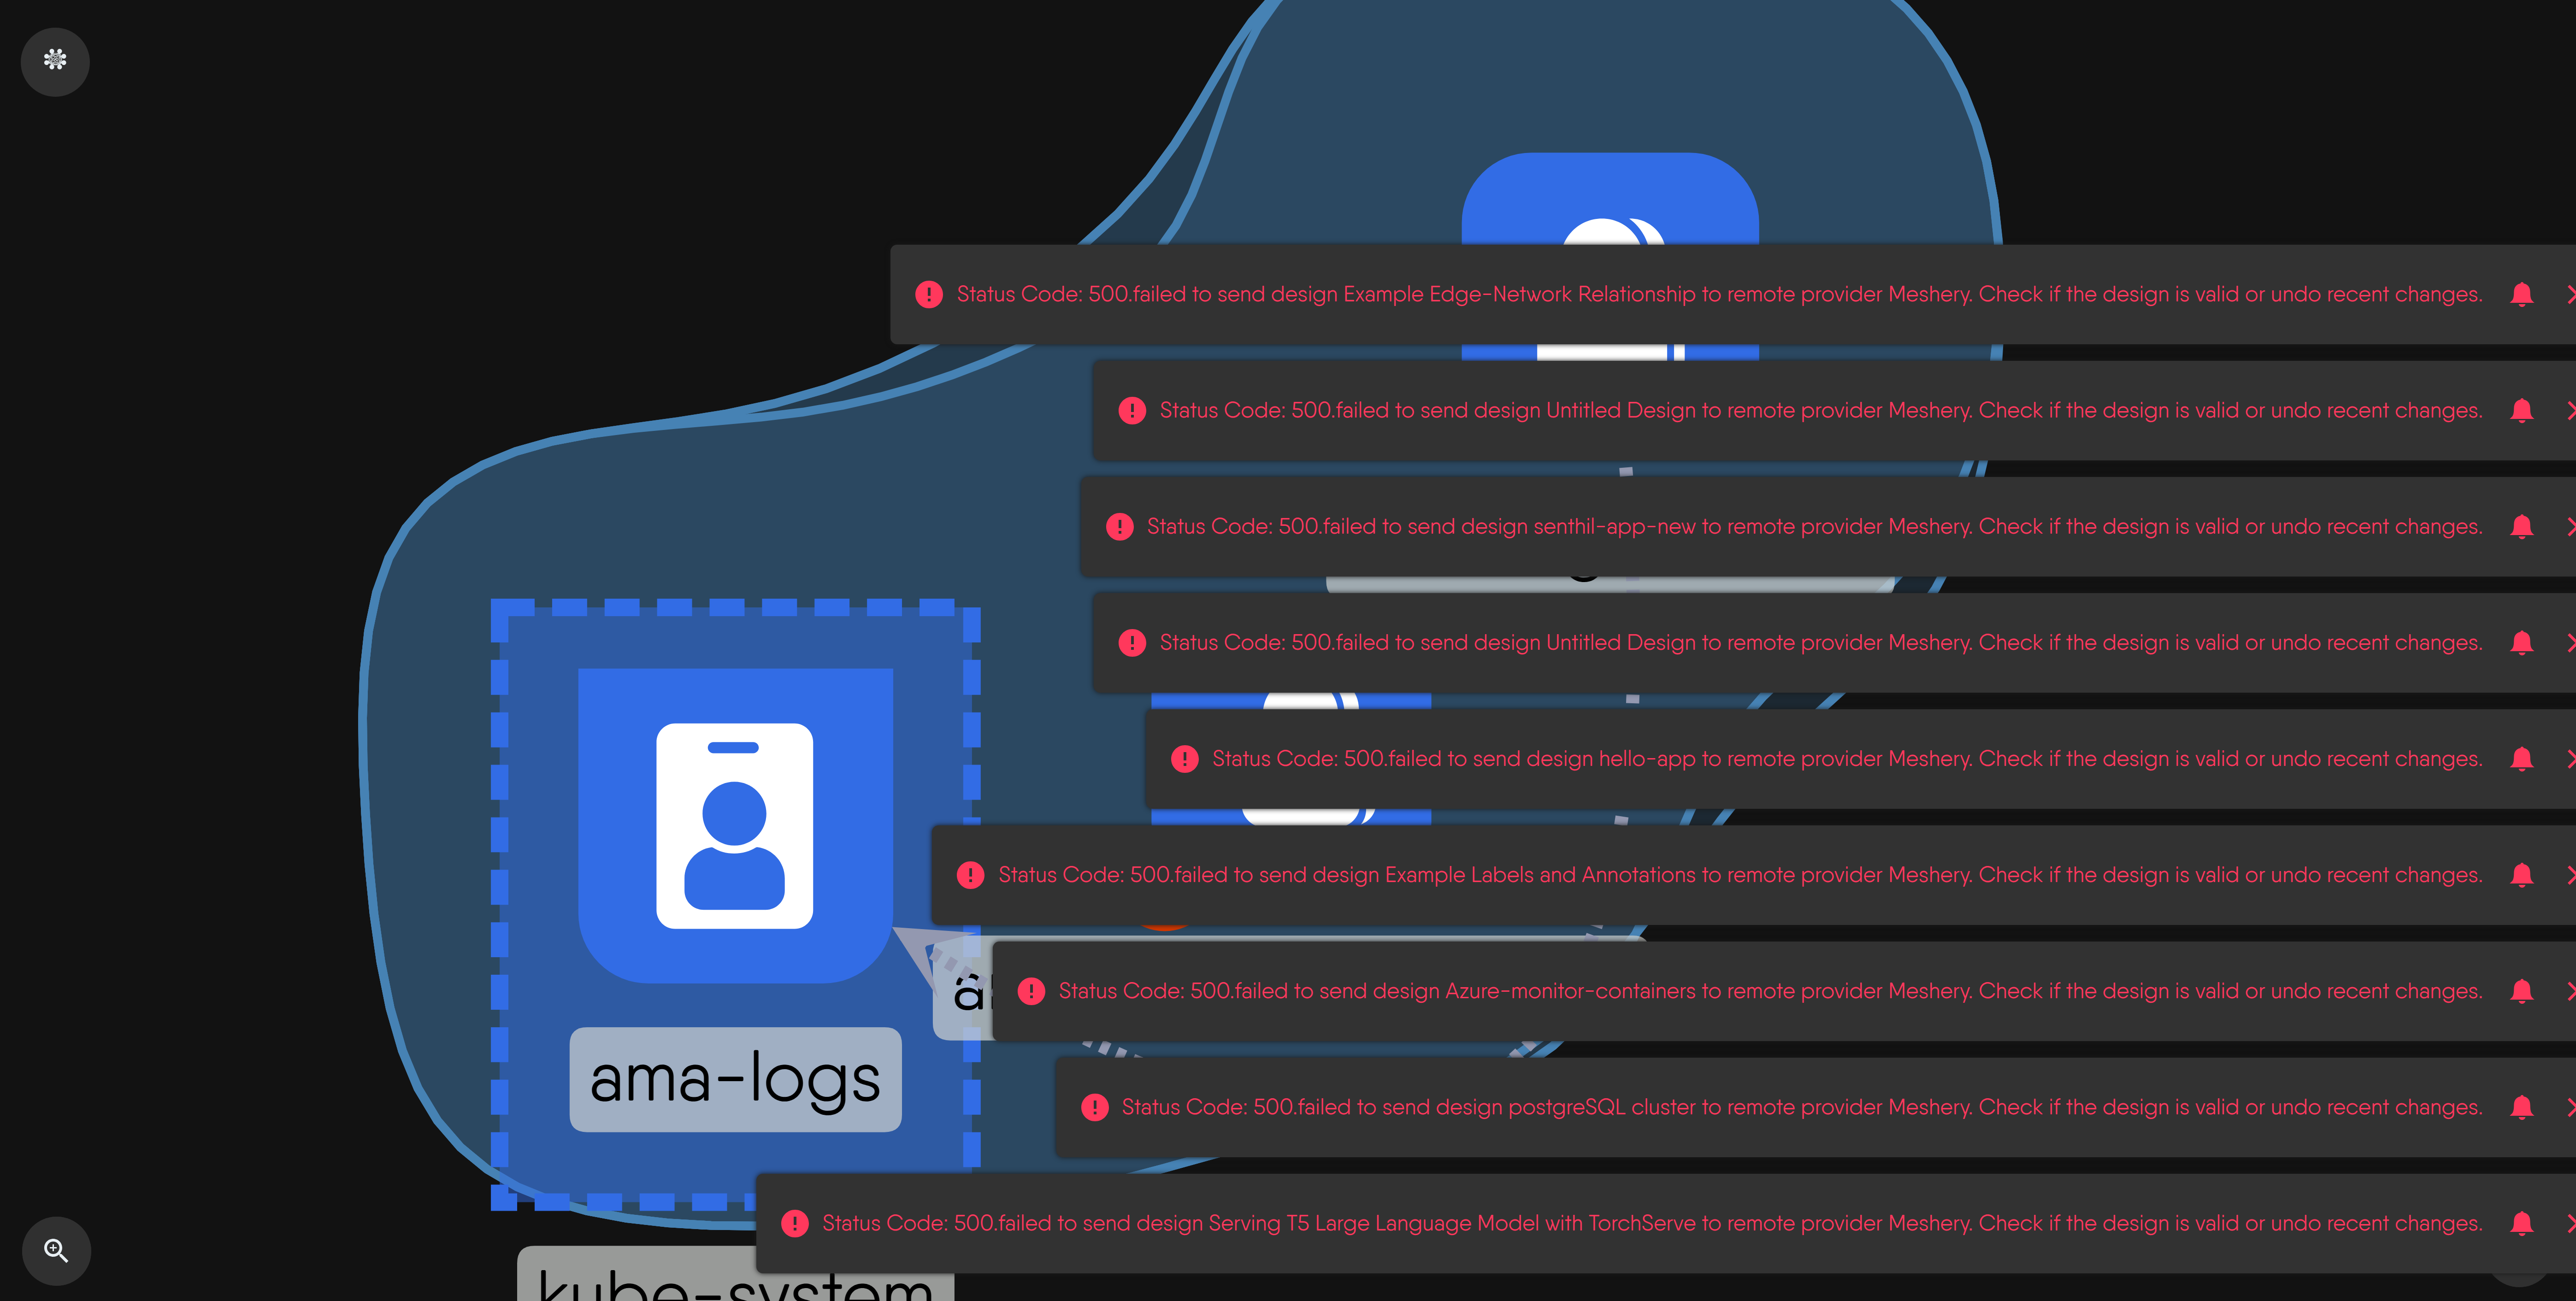 Status Code: 500.failed to send design Example Edge-Network Relationship to remote provider Meshery. Check if the design is valid or undo recent changes.
Status Code: 500.failed to send design Untitled Design to remote provider Meshery. Check if the design is valid or undo recent changes.
Status Code: 500.failed to send design senthil-app-new to remote provider Meshery. Check if the design is valid or undo recent changes.
Status Code: 500.failed to send design Untitled Design to remote provider Meshery. Check if the design is valid or undo recent changes.
Status Code: 500.failed to send design hello-app to remote provider Meshery. Check if the design is valid or undo recent changes.
Status Code: 500.failed to send design Example Labels and Annotations to remote provider Meshery. Check if the design is valid or undo recent changes.
Status Code: 500.failed to send design Azure-monitor-containers to remote provider Meshery. Check if the design is valid or undo recent changes.
ama-logs
Status Code: 500.failed to send design postgreSQL cluster to remote provider Meshery. Check if the design is valid or undo recent changes.
Status Code: 500.failed to send design Serving T5 Large Language Model with TorchServe to remote provider Meshery. Check if the design is valid or undo recent changes.
kube-system